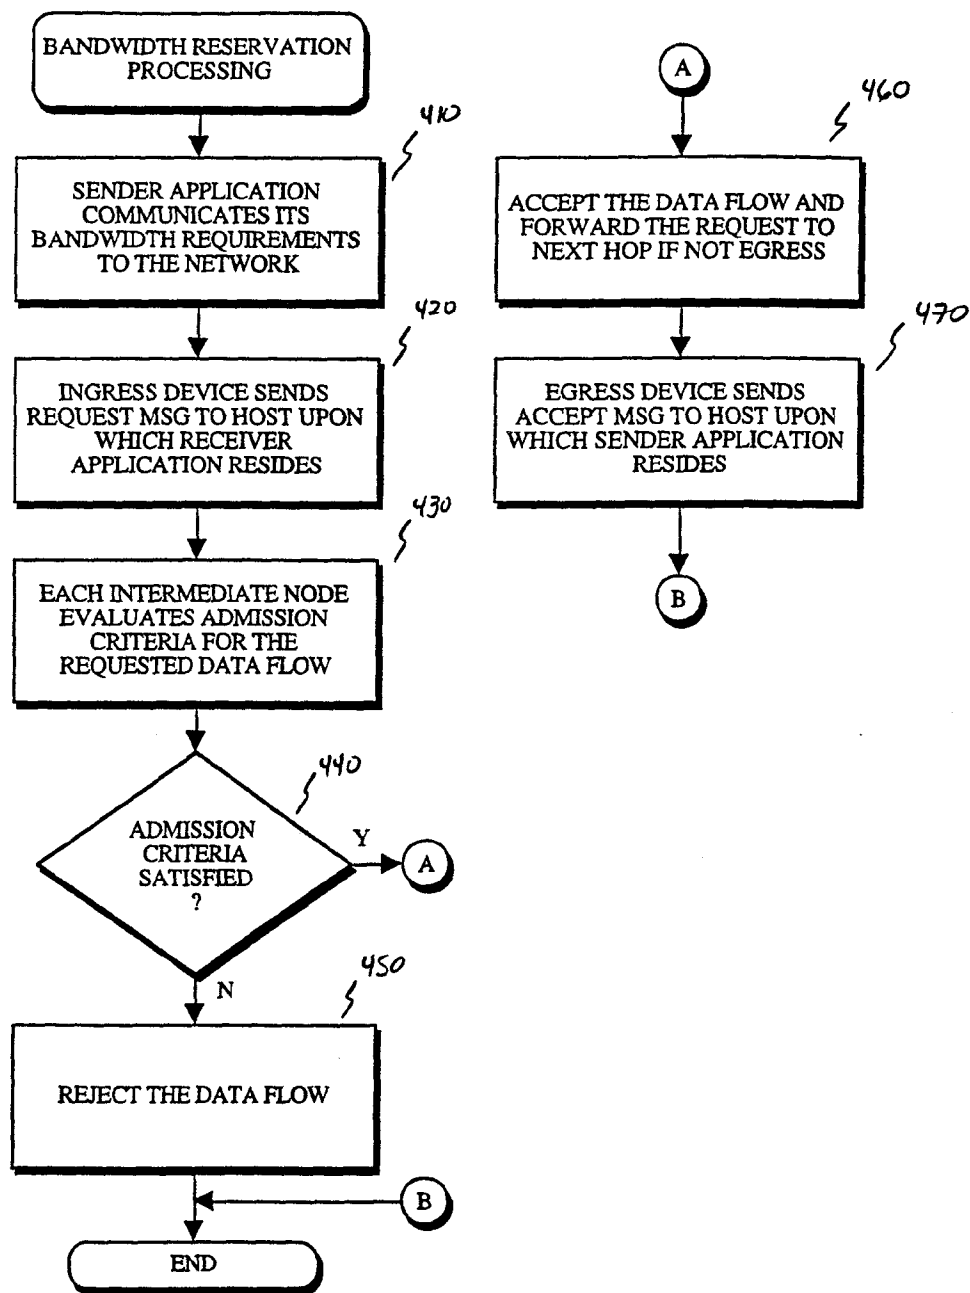 BANDWIDTH RESERVATION
PROCESSING
410
SENDER APPLICATION
COMMUNICATES ITS
BANDWIDTH REQUIREMENTS
TO THE NETWORK
420
INGRESS DEVICE SENDS
REQUEST MSG TO HOST UPON
WHICH RECEIVER
APPLICATION RESIDES
430
EACH INTERMEDIATE NODE
EVALUATES ADMISSION
CRITERIA FOR THE
REQUESTED DATA FLOW
440
ADMISSION
CRITERIA
SATISFIED
?
Y
A
N
450
REJECT THE DATA FLOW
B
END
A
460
ACCEPT THE DATA FLOW AND
FORWARD THE REQUEST TO
NEXT HOP IF NOT EGRESS
470
EGRESS DEVICE SENDS
ACCEPT MSG TO HOST UPON
WHICH SENDER APPLICATION
RESIDES
B